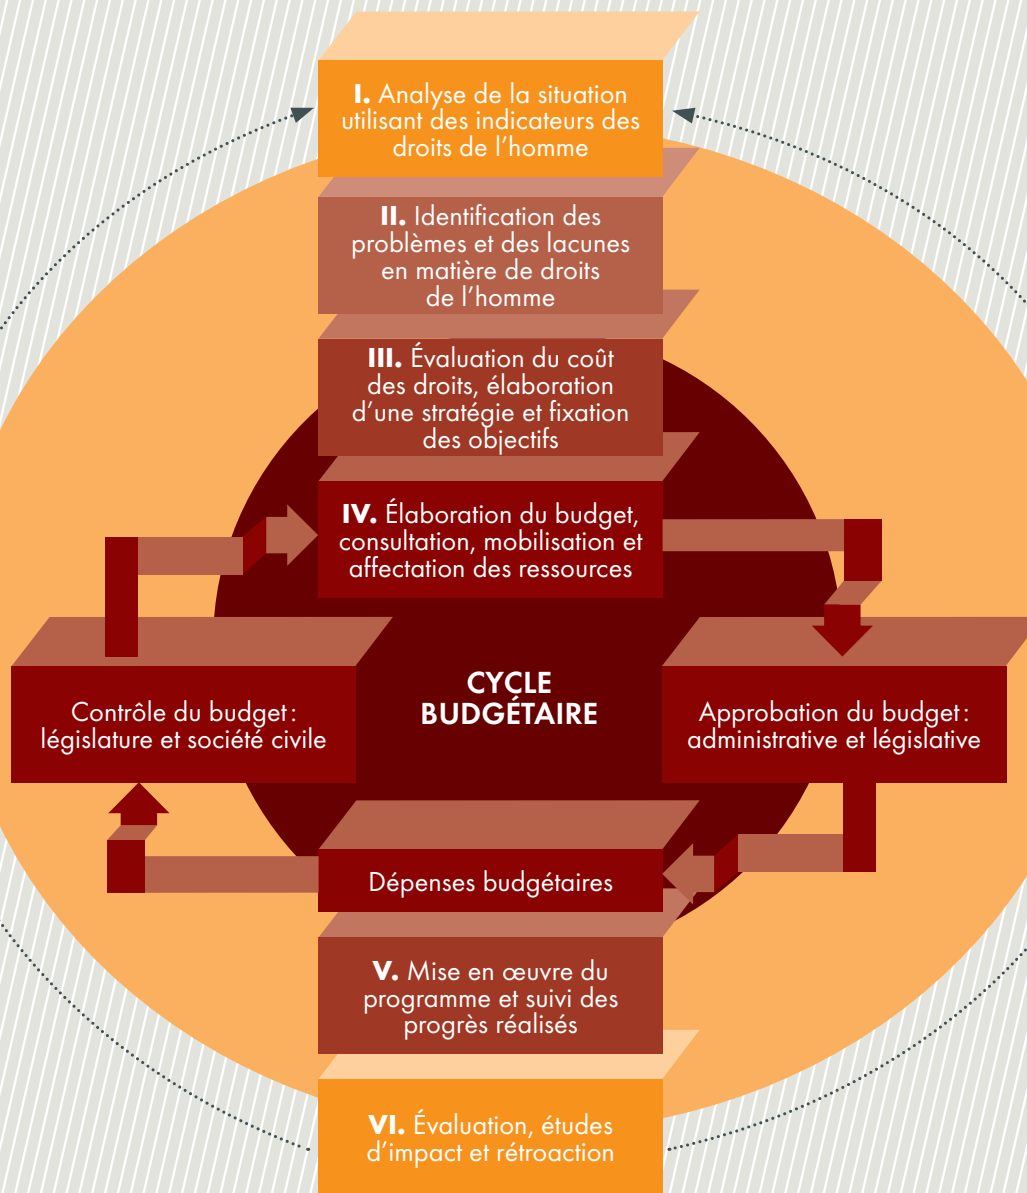 I. Analyse de la situation
utilisant des indicateurs des
droits de l’homme
II. Identification des
problèmes et des lacunes
en matière de droits
de l’homme
III. Évaluation du coût
des droits, élaboration
d’une stratégie et fixation
des objectifs
IV. Élaboration du budget,
consultation, mobilisation et
affectation des ressources
CYCLE
BUDGÉTAIRE
Contrôle du budget :
législature et société civile
Approbation du budget :
administrative et législative
Dépenses budgétaires
V. Mise en œuvre du
programme et suivi des
progrès réalisés
VI. Évaluation, études
d’impact et rétroaction